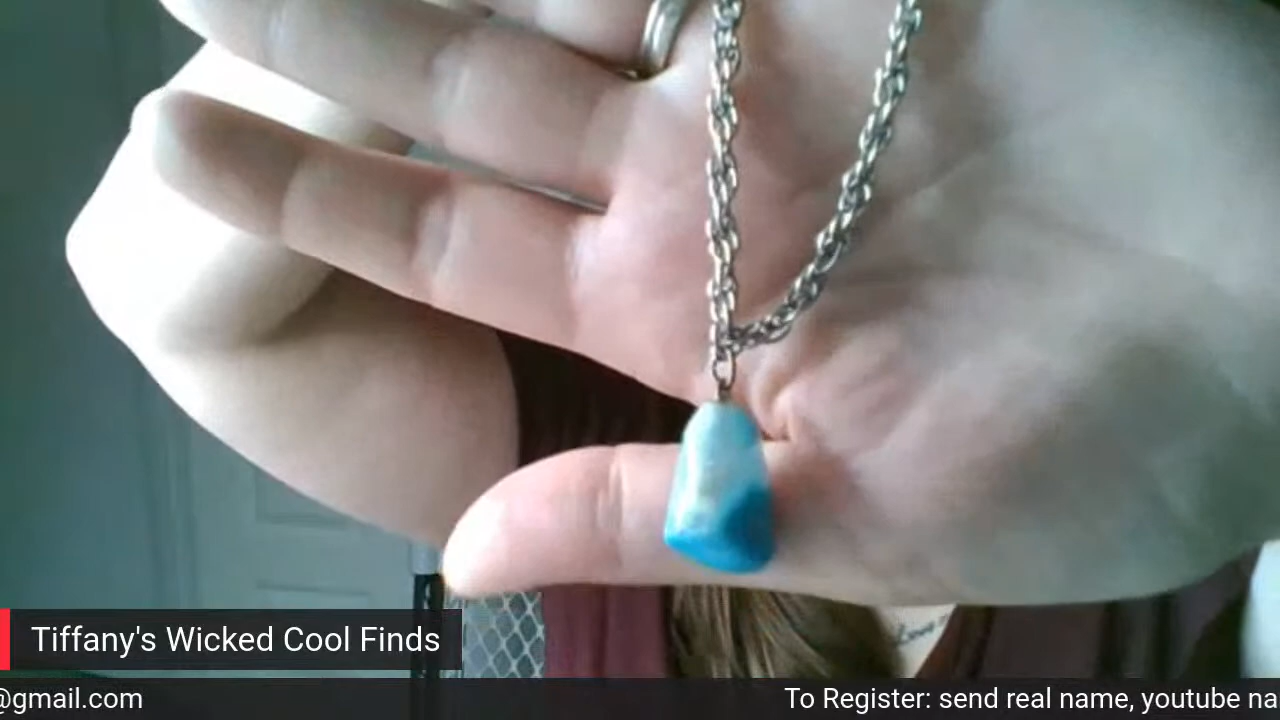 Tiffany's Wicked Cool Finds
@gmail.com
To Register: send real name, youtube na